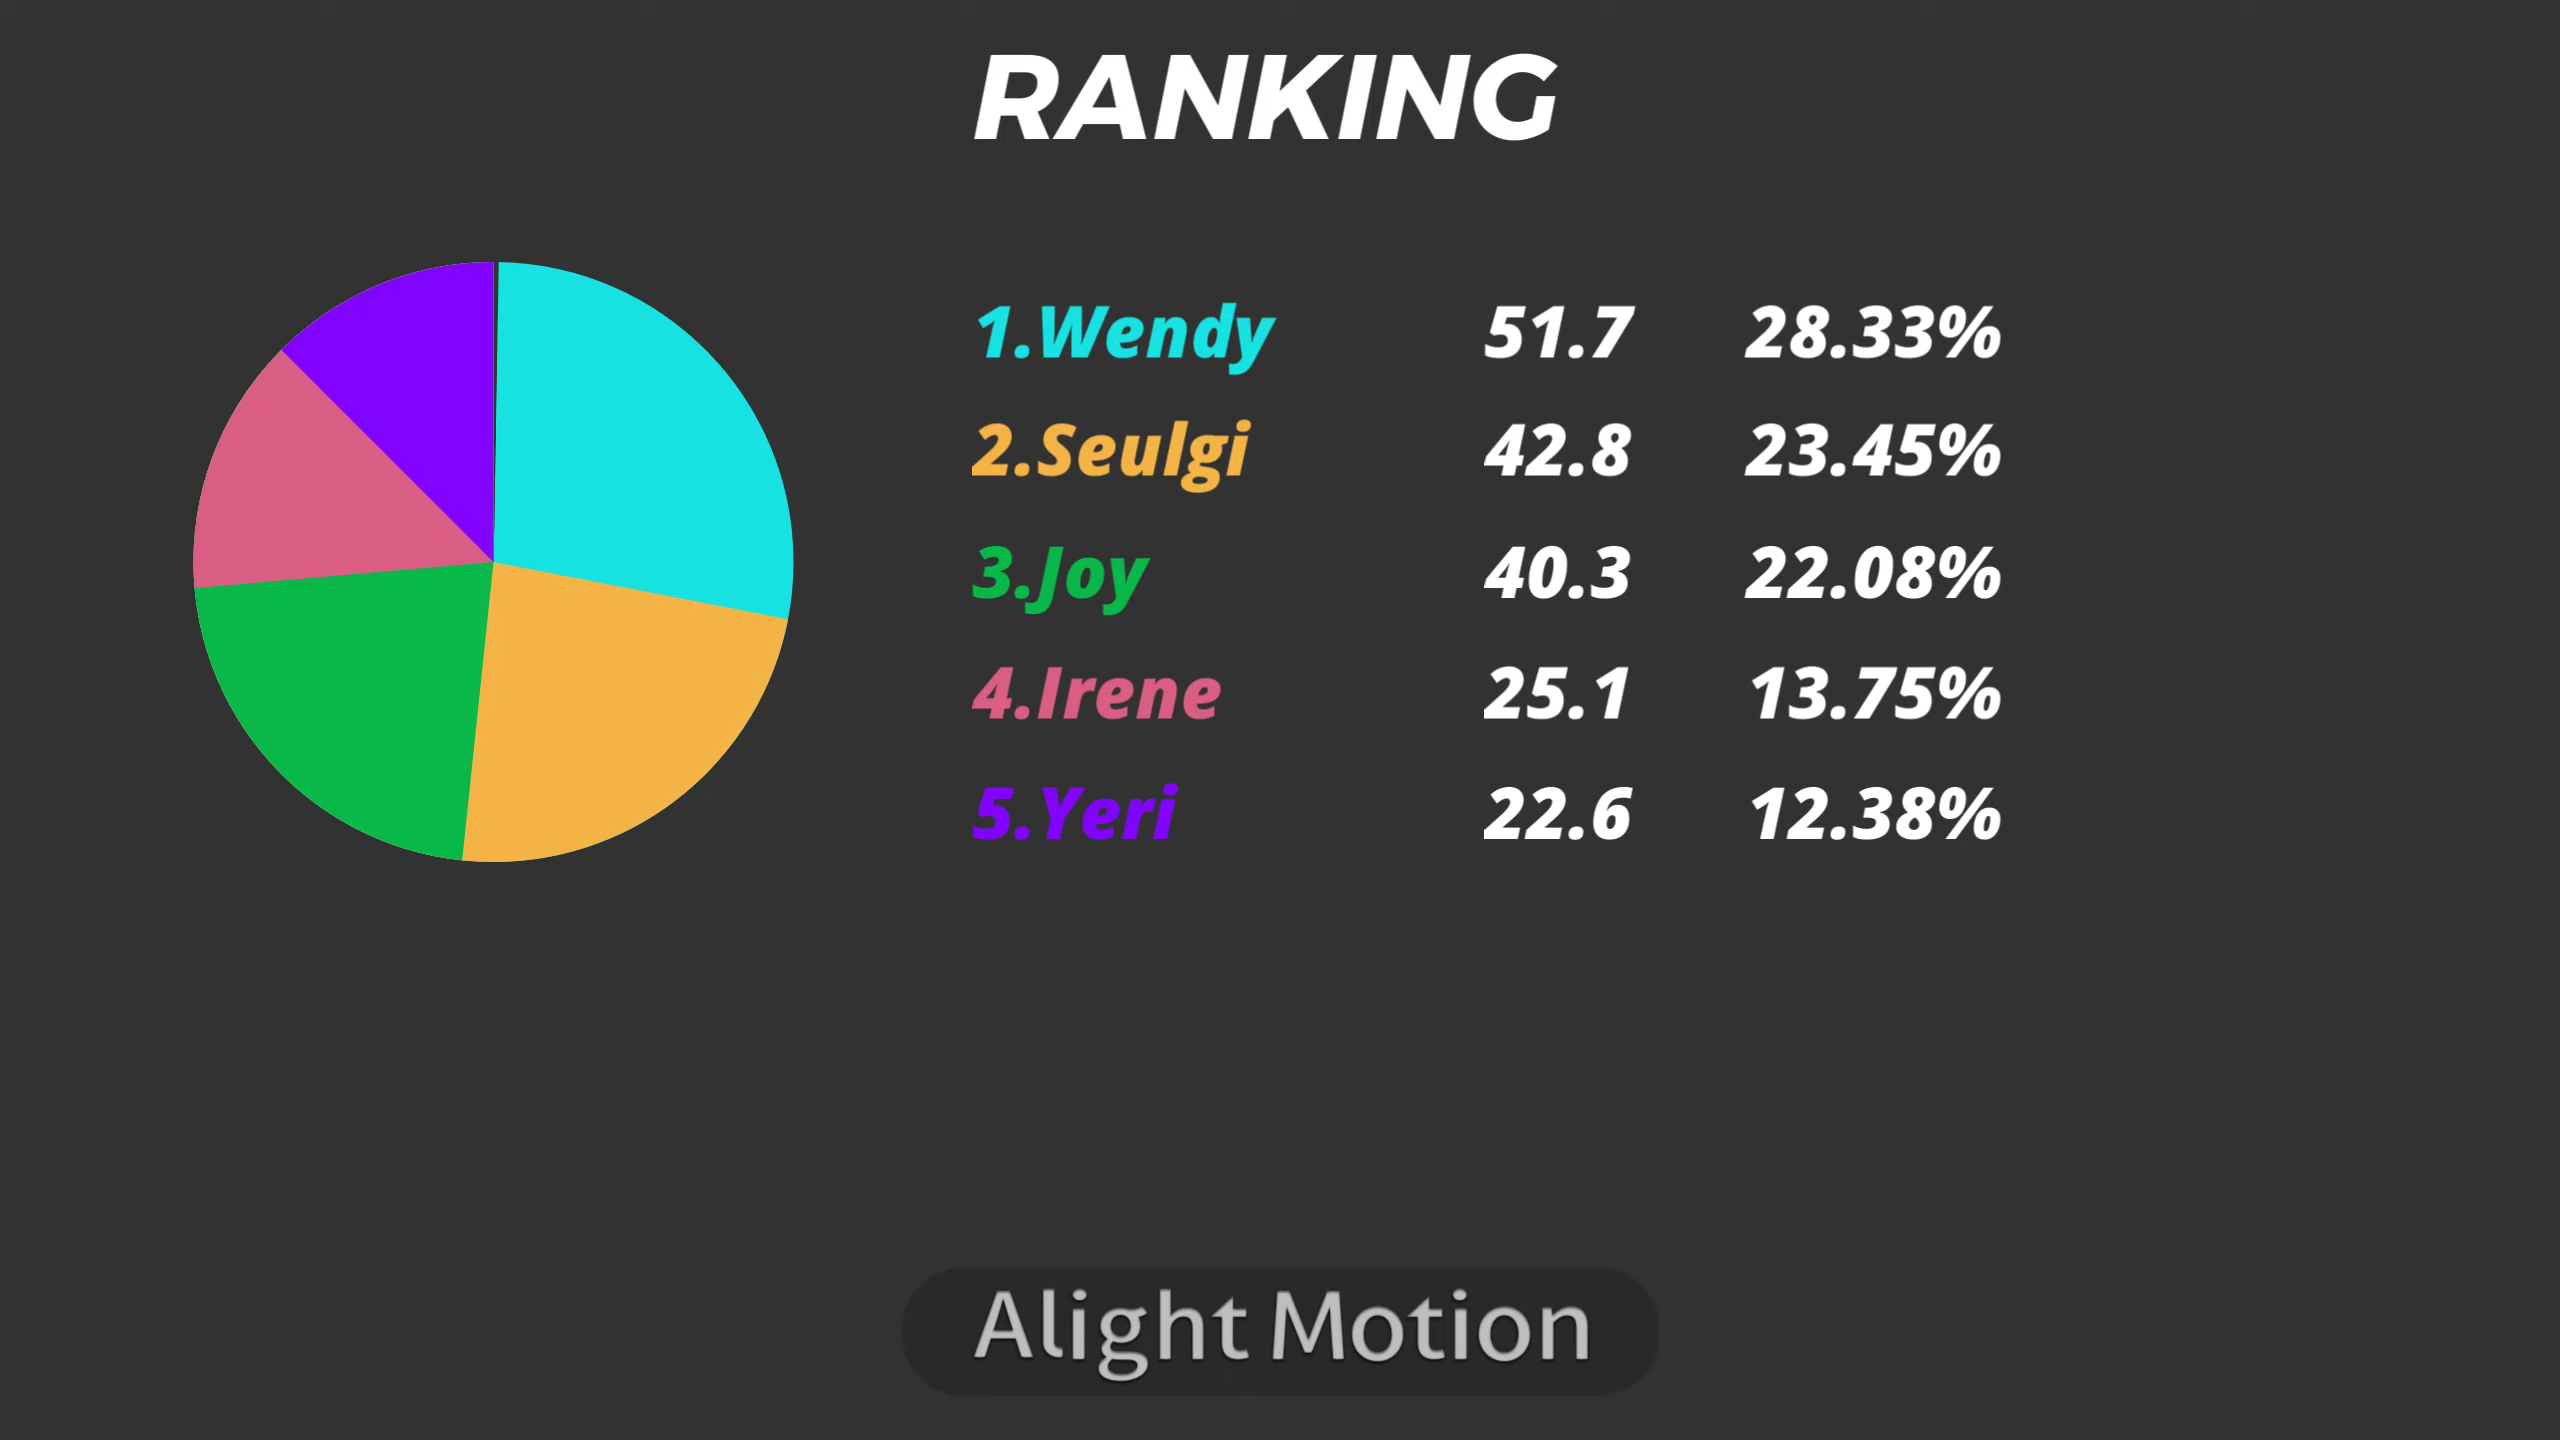 RANKING
1.Wendy 51.7 28.33%
2.Seulgi 42.8 23.45%
3.Joy 40.3 22.08%
4.Irene 25.1 13.75%
5.Yeri 22.6 12.38%
Alight Motion